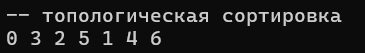 -- топологическая сортировка
0 3 2 5 1 4 6